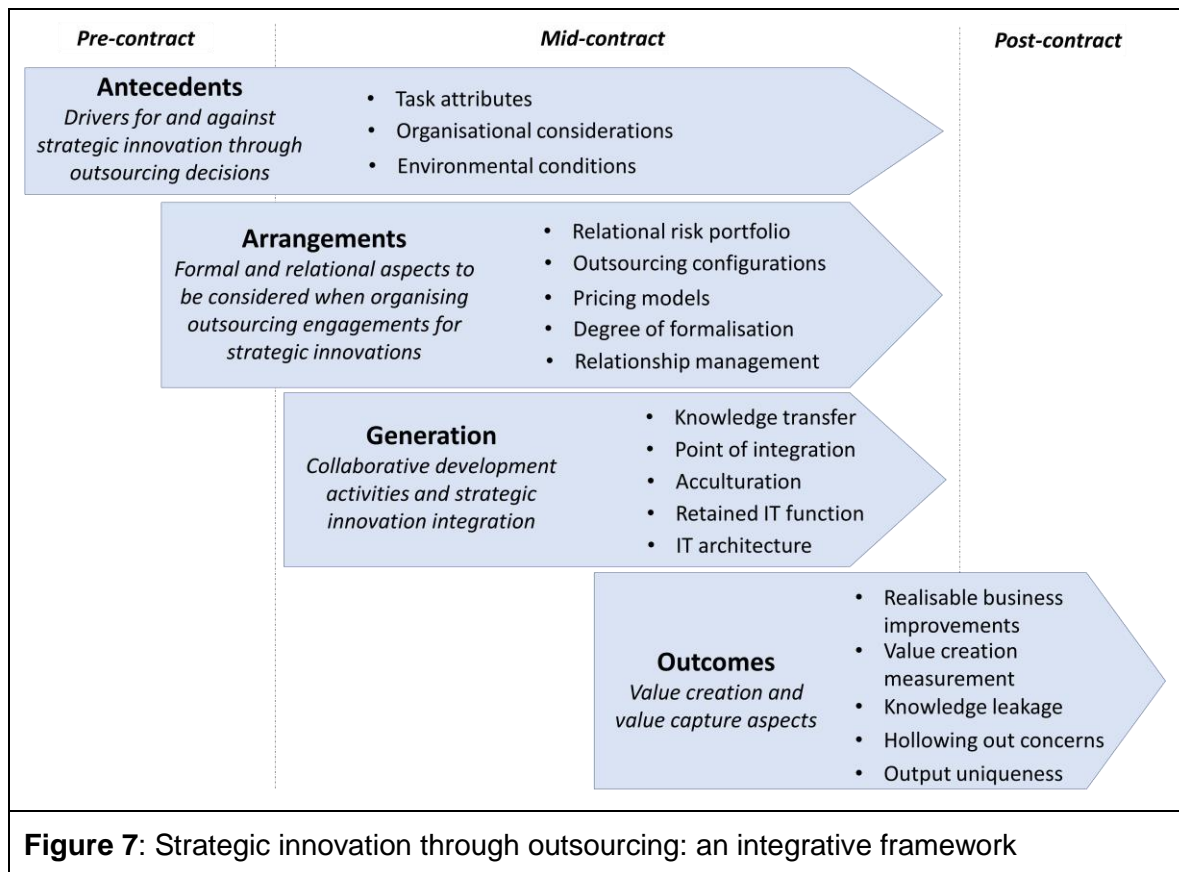 Pre-contract
Mid-contract
Post-contract
Antecedents
Drivers for and against
strategic innovation through
outsourcing decisions
• Task attributes
• Organisational considerations
• Environmental conditions
Arrangements
Formal and relational aspects to
be considered when organising
outsourcing engagements for
strategic innovations
• Relational risk portfolio
• Outsourcing configurations
• Pricing models
• Degree of formalisation
• Relationship management
Generation
Collaborative development
activities and strategic
innovation integration
• Knowledge transfer
• Point of integration
• Acculturation
• Retained IT function
• IT architecture
Outcomes
Value creation and
value capture aspects
• Realisable business
improvements
• Value creation
measurement
• Knowledge leakage
• Hollowing out concerns
• Output uniqueness
Figure 7: Strategic innovation through outsourcing: an integrative framework